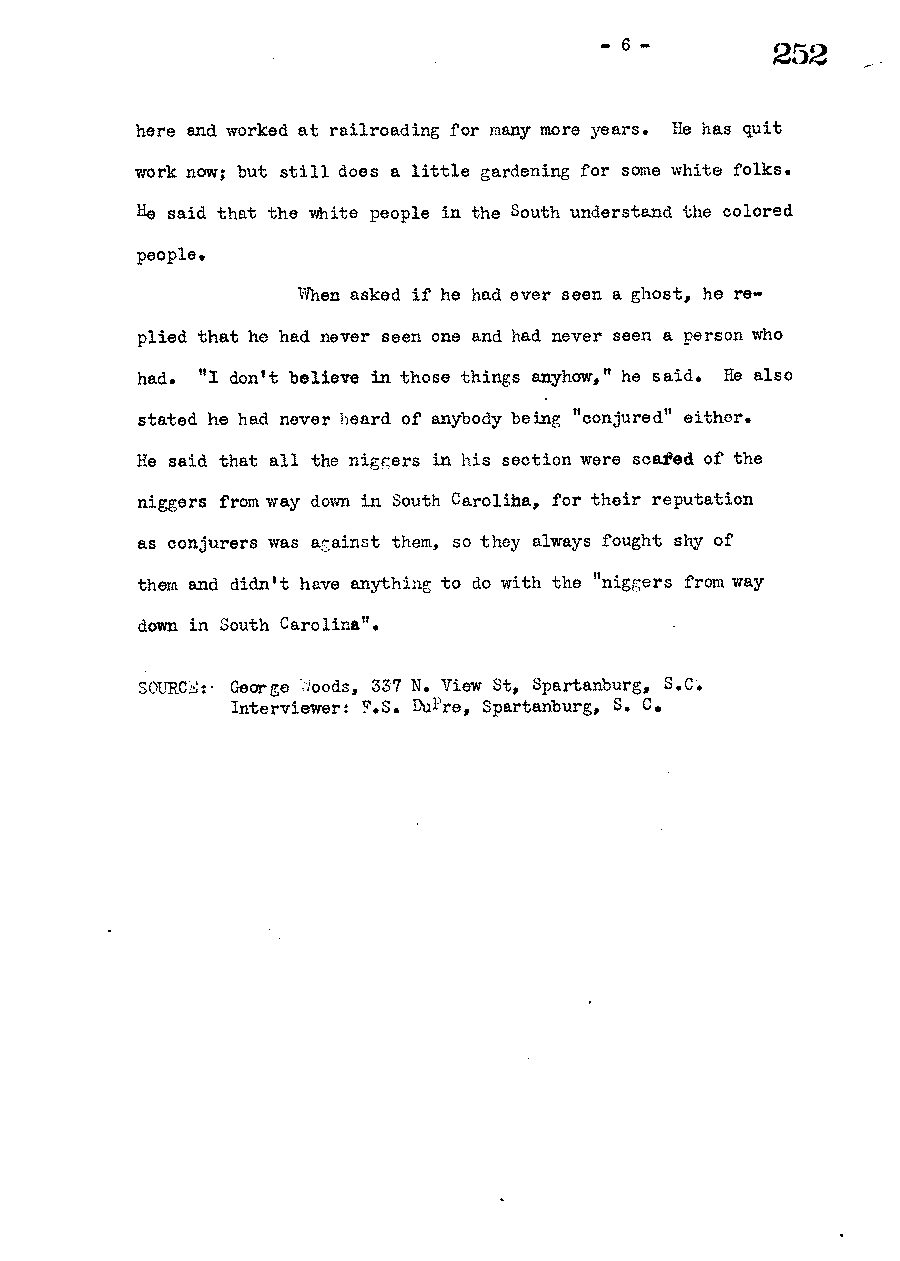 - 6 -
252
here and worked at railroading for many more years. He has quit
work now; but still does a little gardening for some white folks.
He said that the white people in the South understand the colored
people.
When asked if he had ever seen a ghost, he re-
plied that he had never seen one and had never seen a person who
had. "I don't believe in those things anyhow," he said. He also
stated he had never heard of anybody being "conjured" either.
He said that all the niggers in his section were scared of the
niggers from way down in South Carolina, for their reputation
as conjurers was against them, so they always fought shy of
them and didn't have anything to do with the "niggers from way
down in South Carolina".
SOURCE: George Woods, 337 N. View St, Spartanburg, S.C.
Interviewer: F.S. DuPre, Spartanburg, S. C.